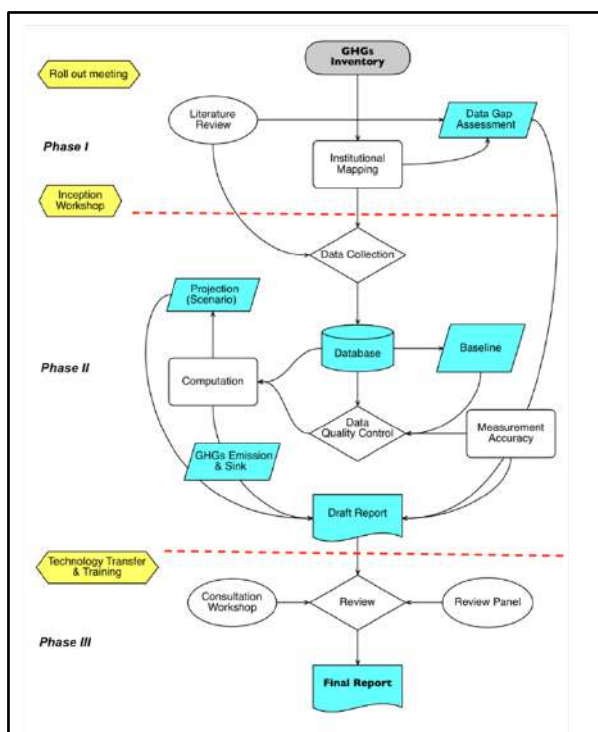 GHGs
Inventory
Roll out meeting
Literature
Review
Data Gap
Assessment
Phase I
Institutional
Mapping
Inception
Workshop
Data Collection
Projection
(Scenario)
Database
Baseline
Phase II
Computation
Data
Quality Control
Measurement
Accuracy
GHGs Emission
& Sink
Draft Report
Technology Transfer
& Training
Consultation
Workshop
Review
Review Panel
Phase III
Final Report